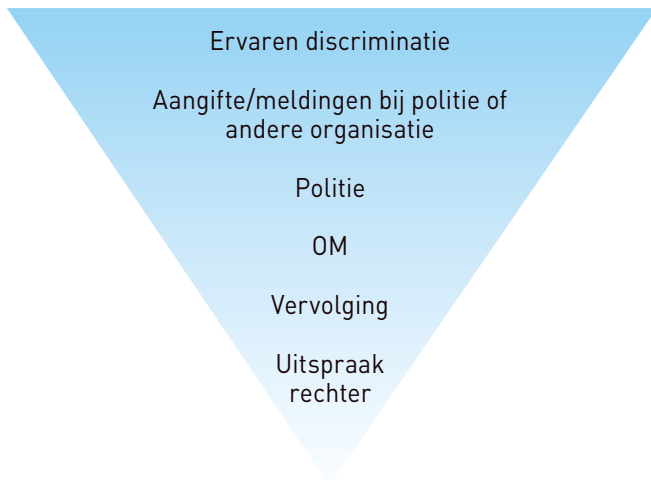 Ervaren discriminatie
Aangifte/meldingen bij politie of
andere organisatie
Politie
OM
Vervolging
Uitspraak
rechter